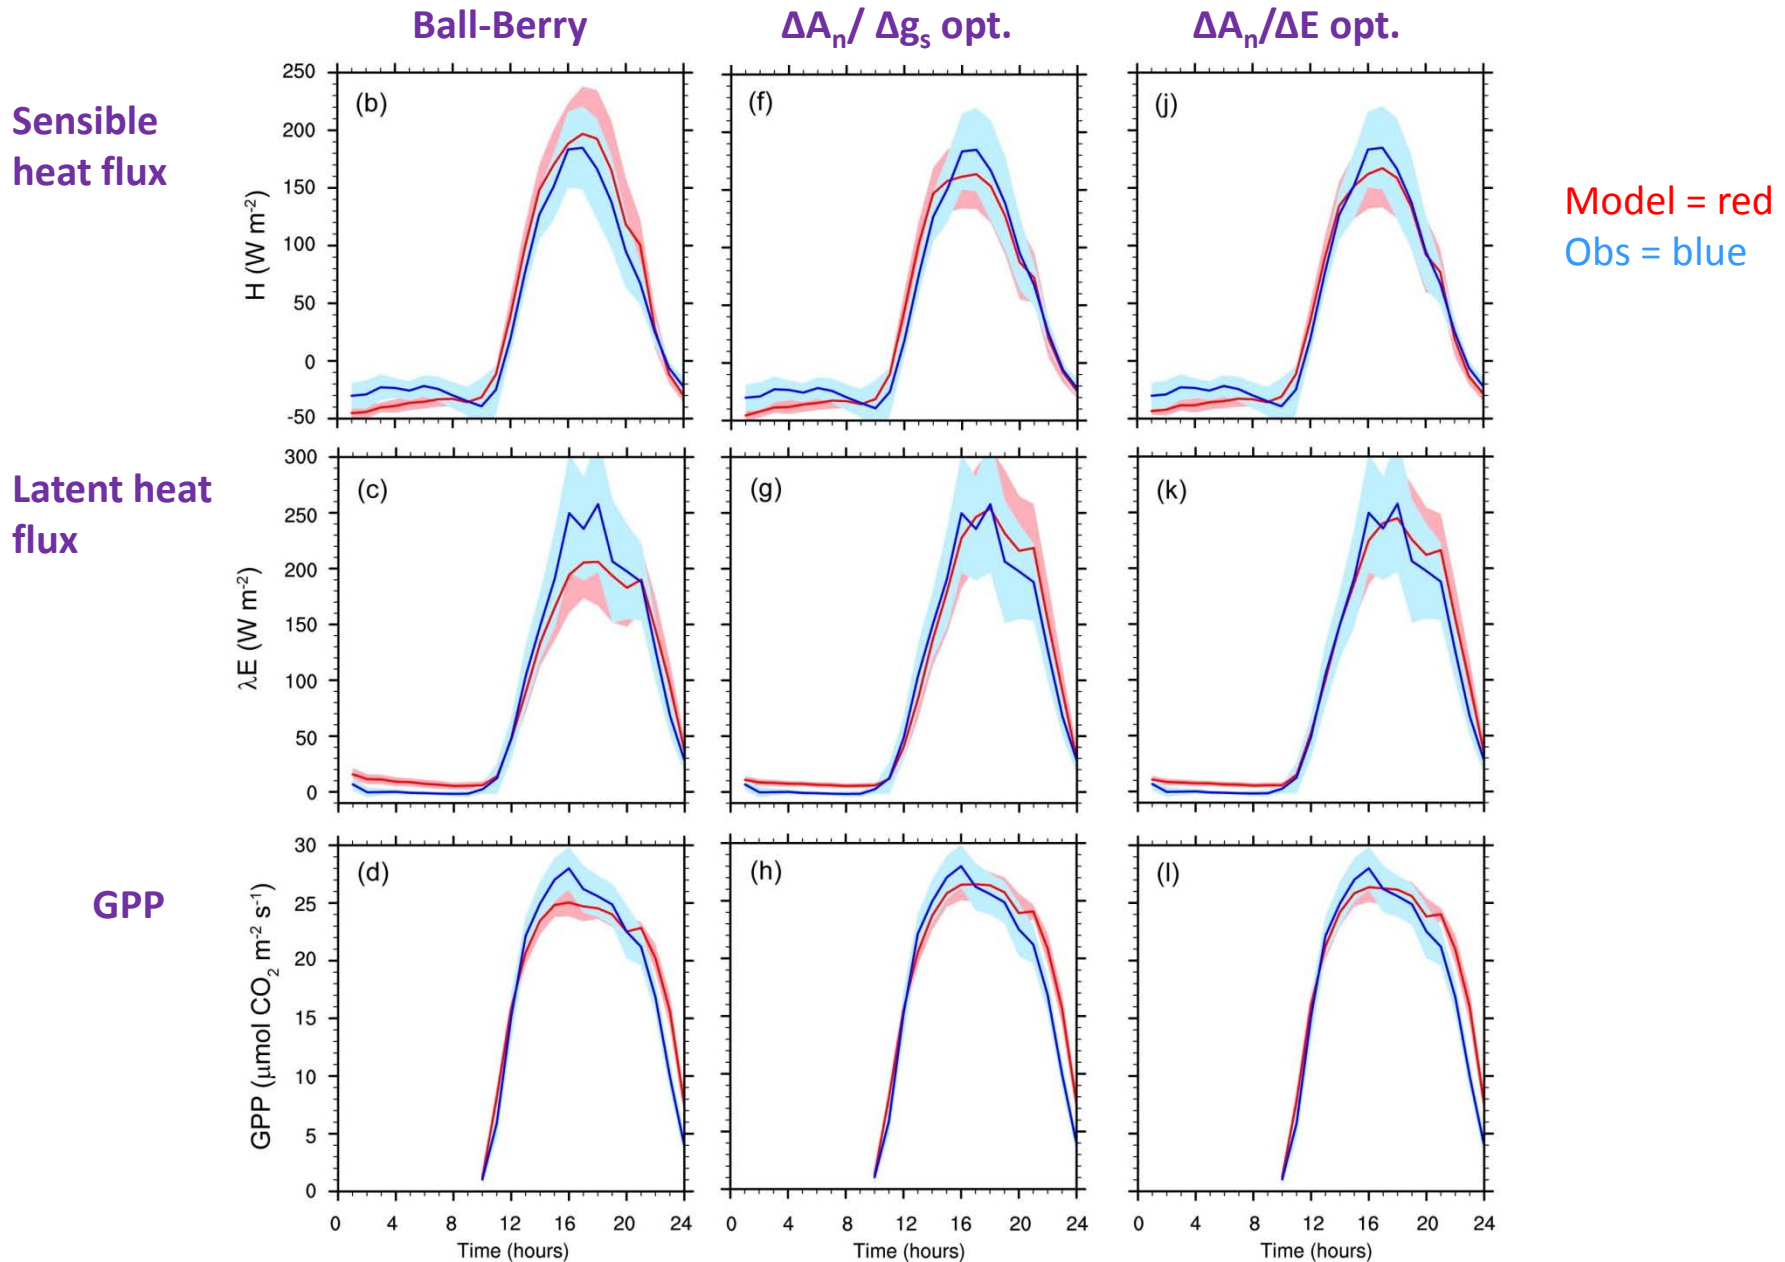 Ball-Berry
ΔAn/ Δgs opt.
ΔAn/ΔE opt.
Sensible
heat flux
H (W m-2)
250
200
150
100
50
0
-50
(b)
(f)
(j)
Model = red
Obs = blue
Latent heat
flux
λE (W m-2)
300
250
200
150
100
50
0
(c)
(g)
(k)
GPP
GPP (μmol CO2 m-2 s-1)
30
25
20
15
10
5
0
(d)
(h)
(l)
0 4 8 12 16 20 24
Time (hours)
0 4 8 12 16 20 24
Time (hours)
0 4 8 12 16 20 24
Time (hours)